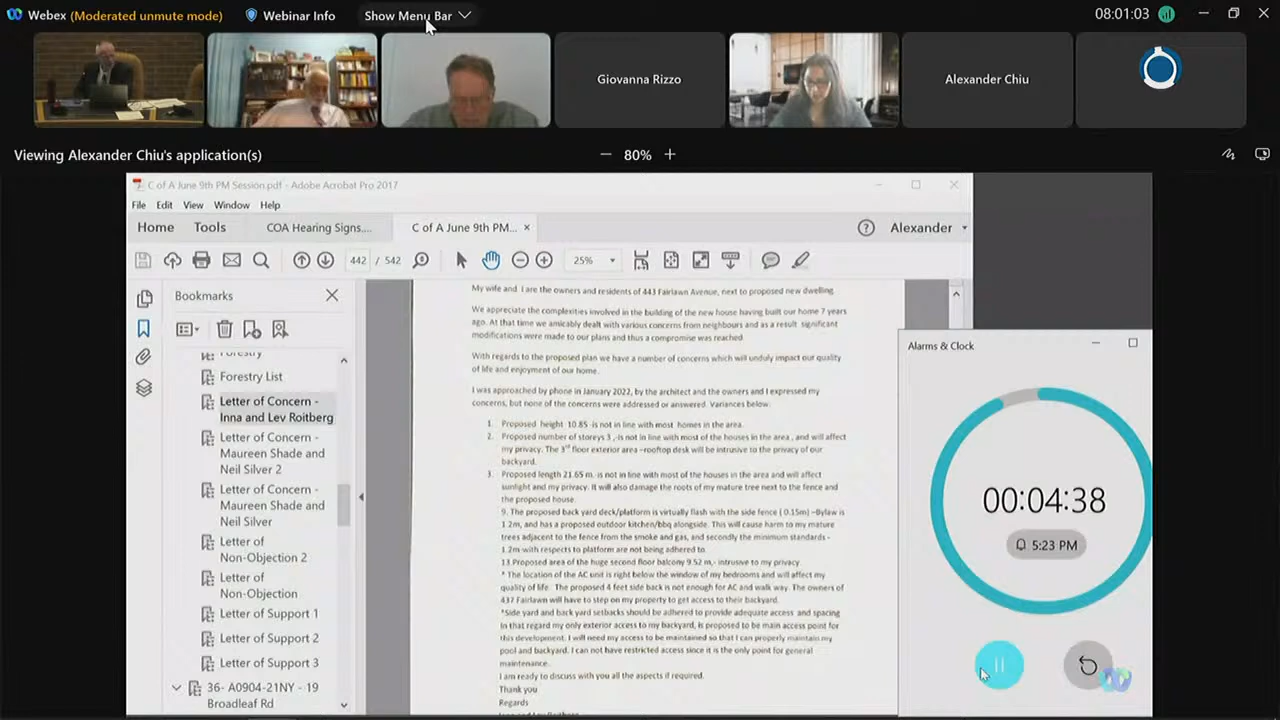 Webex (Moderated unmute mode) Webinar Info Show Menu Bar 08:01:03
Giovanna Rizzo Alexander Chiu
Viewing Alexander Chiu's application(s) 80%
C of A June 9th PM Session.pdf - Adobe Acrobat Pro 2017
File Edit View Window Help
Home Tools COA Hearing Signs.... C of A June 9th PM... × Alexander
442 / 542 25%
Bookmarks
Forestry
Forestry List
Letter of Concern -
Inna and Lev Roitberg
Letter of Concern -
Maureen Shade and
Neil Silver 2
Letter of Concern -
Maureen Shade and
Neil Silver
Letter of
Non-Objection 2
Letter of
Non-Objection
Letter of Support 1
Letter of Support 2
Letter of Support 3
36- A0904-21NY - 19
Broadleaf Rd
My wife and I are the owners and residents of 443 Fairlawn Avenue, next to proposed new dwelling.
We appreciate the complexities involved in the building of the new house having built our home 7 years
ago. At that time we amicably dealt with various concerns from neighbours and as a result significant
modifications were made to our plans and thus a compromise was reached
With regards to the proposed plan we have a number of concerns which will unduly impact our quality
of life and enjoyment of our home.
I was approached by phone in January 2022, by the architect and the owners and I expressed my
concerns, but none of the concerns were addressed or answered. Variances below:
1. Proposed height 10.85 -is not in line with most homes in the area.
2. Proposed number of storeys 3 ,-is not in line with most of the houses in the area , and will affect
my privacy. The 3rd floor exterior area –rooftop desk will be intrusive to the privacy of our
backyard.
3. Proposed length 21.65 m -is not in line with most of the houses in the area and will affect
sunlight and my privacy. It will also damage the roots of my mature tree next to the fence and
the proposed house.
9. The proposed back yard deck/platform is virtually flash with the side fence ( 0.15m) –Bylaw is
1.2m, and has a proposed outdoor kitchen/bbq alongside. This will cause harm to my mature
trees adjacent to the fence from the smoke and gas, and secondly the minimum standards -
1.2m-with respects to platform are not being adhered to.
13.Proposed area of the huge second floor balcony 9.52 m,- intrusive to my privacy.
* The location of the AC unit is right below the window of my bedrooms and will affect my
quality of life. The proposed 4 feet side back is not enough for AC and walk way. The owners of
437 Fairlawn will have to step on my property to get access to their backyard.
*Side yard and back yard setbacks should be adhered to provide adequate access and spacing
In that regard my only exterior access to my backyard, is proposed to be main access point for
this development. I will need my access to be maintained so that I can properly maintain my
pool and backyard. I can not have restricted access since it is the only point for general
maintenance.
I am ready to discuss with you all the aspects if required.
Thank you
Regards
Inna and Lev Roitberg
Alarms & Clock
00:04:38
5:23 PM